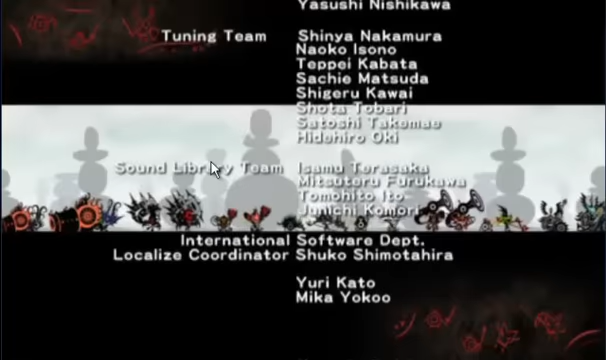 Yasushi Nishikawa
Tuning Team Shinya Nakamura
Naoko Isono
Teppei Kabata
Sachie Matsuda
Shigeru Kawai
Shota Tobari
Satoshi Takemae
Hidehiro Oki
Sound Library Team Isamu Terasaka
Mitsuteru Furukawa
Tomohito Ito
Junichi Komori
International Software Dept.
Localize Coordinator Shuko Shimotahira
Yuri Kato
Mika Yokoo